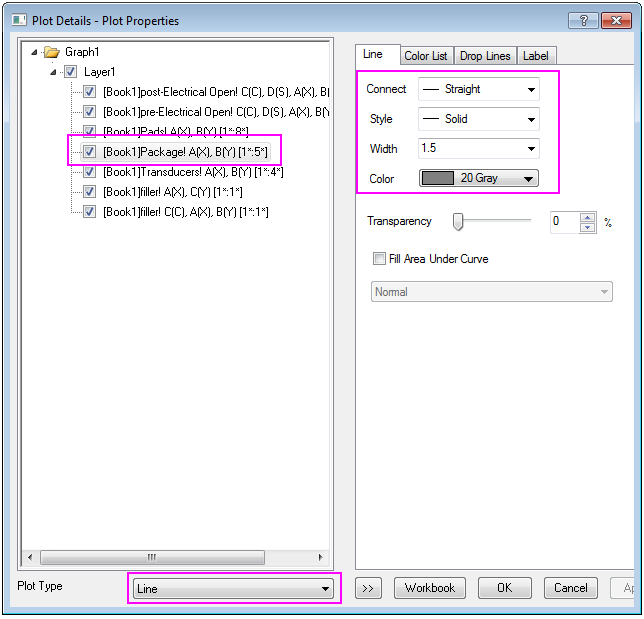 Plot Details - Plot Properties
Graph1
Layer1
[Book1]post-Electrical Open! C(C), D(S), A(X), B(
[Book1]pre-Electrical Open! C(C), D(S), A(X), B(Y
[Book1]Pads! A(X), B(Y) [1*:8*]
[Book1]Package! A(X), B(Y) [1*:5*]
[Book1]Transducers! A(X), B(Y) [1*:4*]
[Book1]filler! A(X), C(Y) [1*:1*]
[Book1]filler! C(C), A(X), B(Y) [1*:1*]
Plot Type Line
Line Color List Drop Lines Label
Connect Straight
Style Solid
Width 1.5
Color 20 Gray
Transparency 0 %
Fill Area Under Curve
Normal
>> Workbook OK Cancel Ap